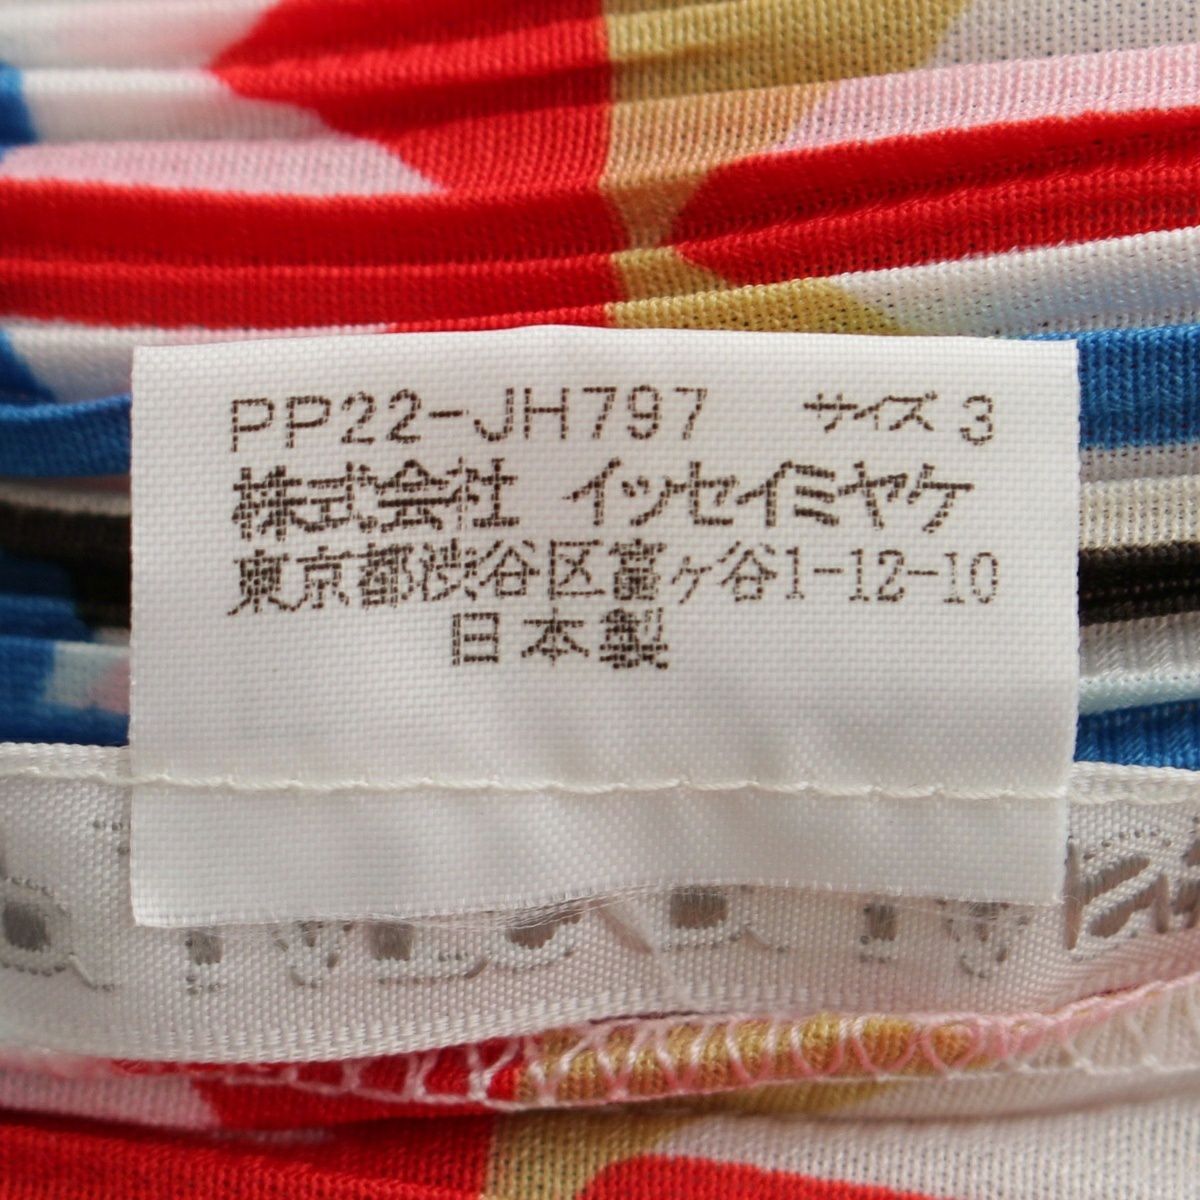 PP22-JH797 サイズ 3
株式会社 イッセイミヤケ
東京都渋谷区富ヶ谷1-12-10
日本製